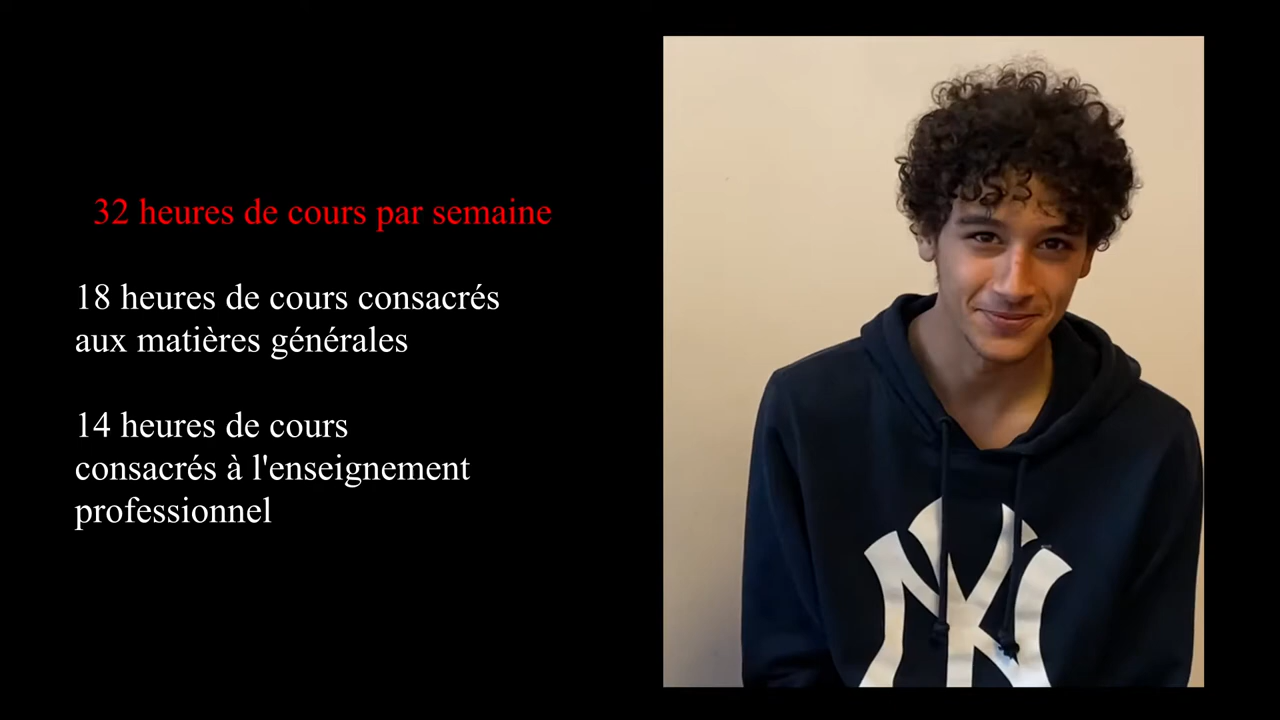 32 heures de cours par semaine
18 heures de cours consacrés
aux matières générales
14 heures de cours
consacrés à l'enseignement
professionnel
NY